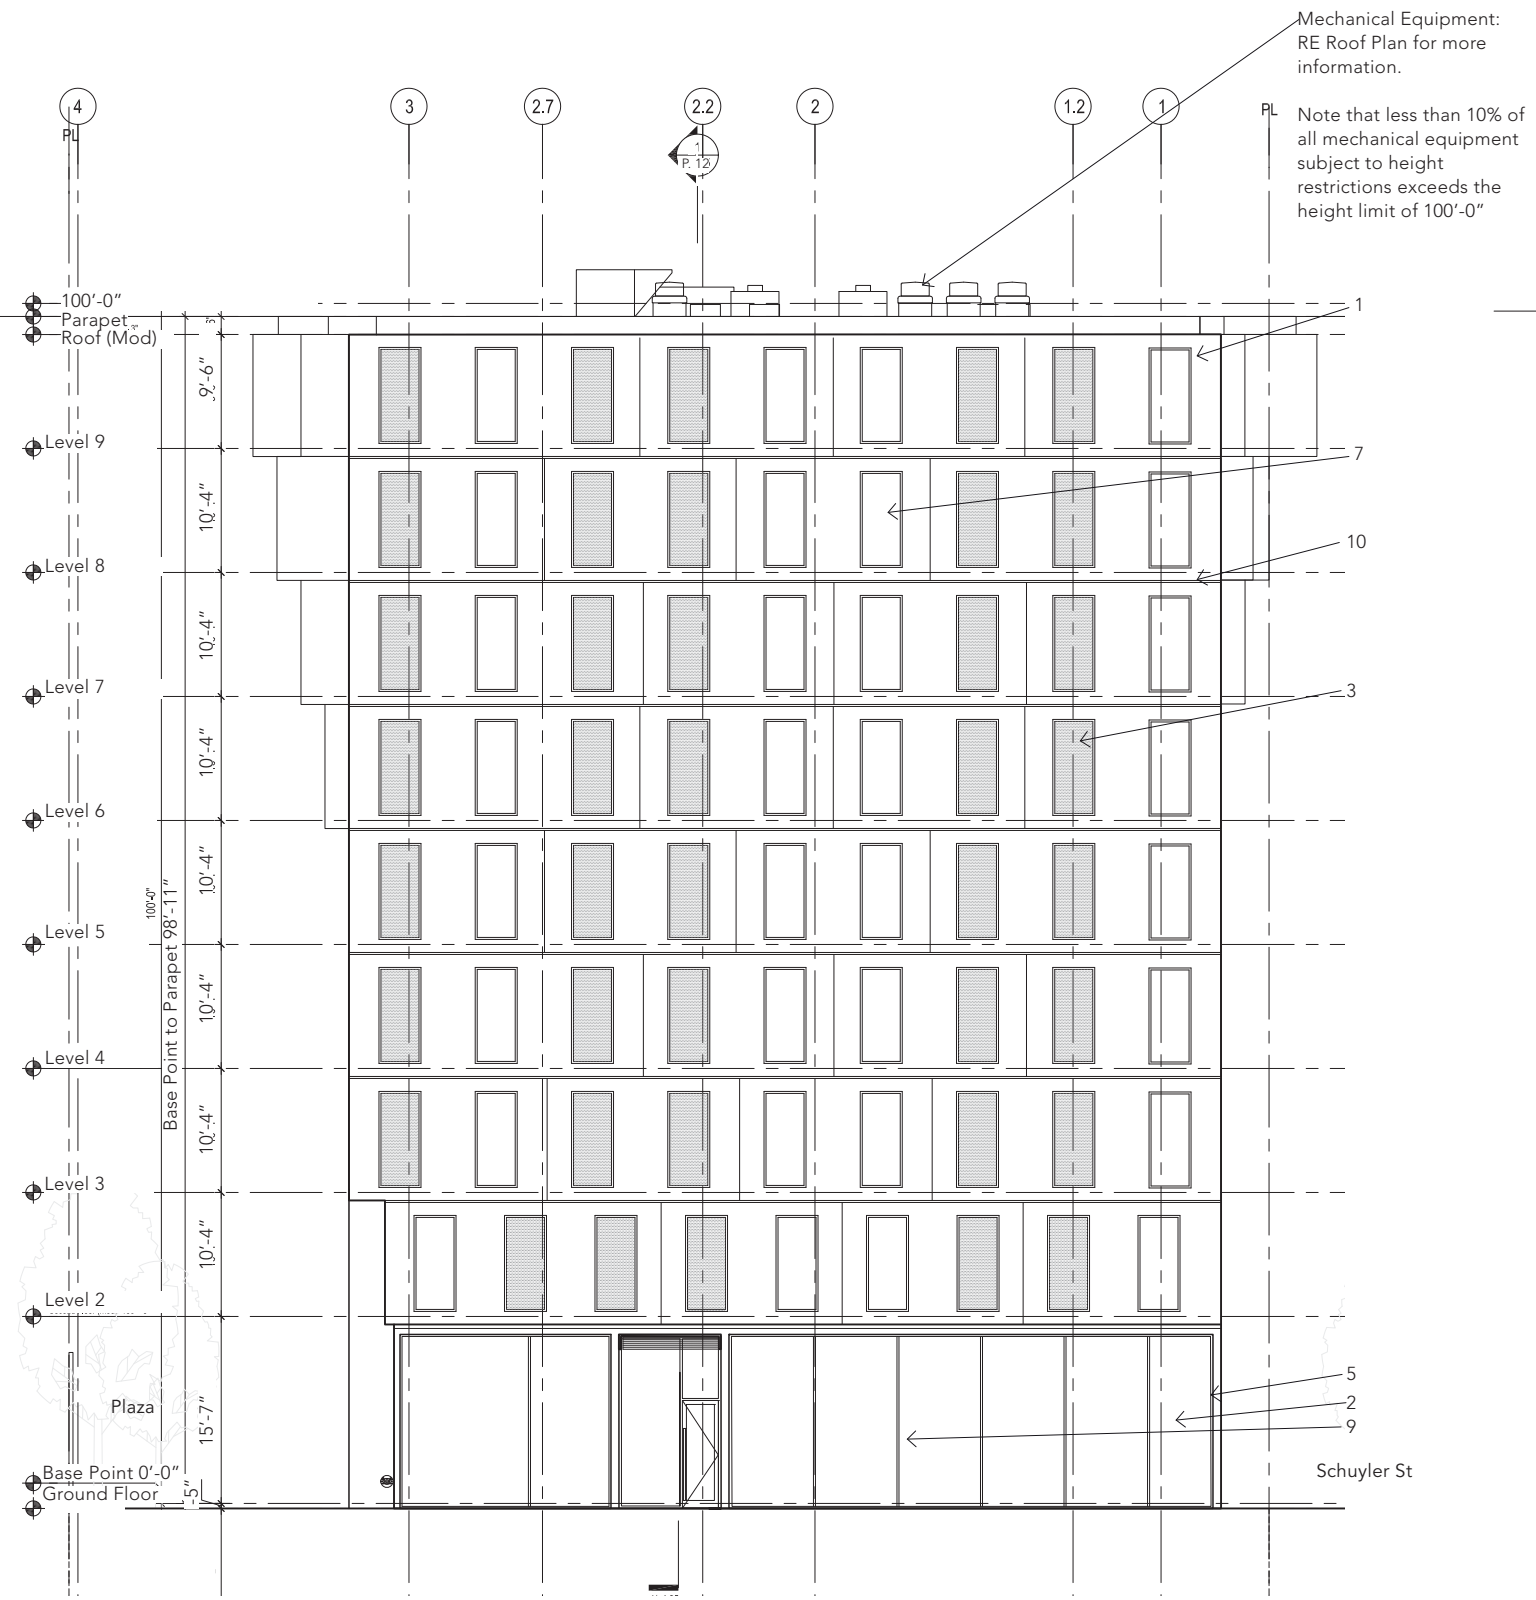 Mechanical Equipment:
RE Roof Plan for more
information.
Note that less than 10% of
all mechanical equipment
subject to height
restrictions exceeds the
height limit of 100'-0"
4
3
2.7
2.2
2
1.2
1
PL
PL
1
P. 12
100'-0"
Parapet
Roof (Mod)
1
9'-6"
Level 9
7
10'-4"
10
Level 8
10'-4"
Level 7
3
10'-4"
Level 6
10'-4"
100'-0"
Base Point to Parapet 98'-11"
Level 5
10'-4"
Level 4
10'-4"
Level 3
10'-4"
Level 2
5
2
9
Plaza
15'-7"
Base Point 0'-0"
Ground Floor
-5"
Schuyler St